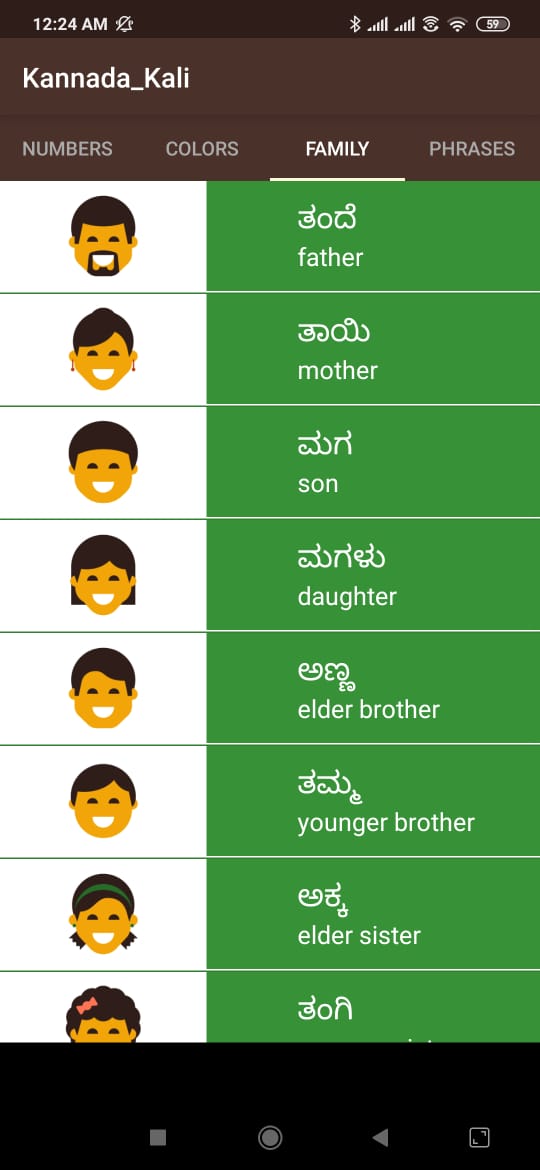 12:24 AM
59
Kannada_Kali
NUMBERS COLORS FAMILY PHRASES
ತಂದೆ
father
ತಾಯಿ
mother
ಮಗ
son
ಮಗಳು
daughter
ಅಣ್ಣ
elder brother
ತಮ್ಮ
younger brother
ಅಕ್ಕ
elder sister
ತಂಗಿ